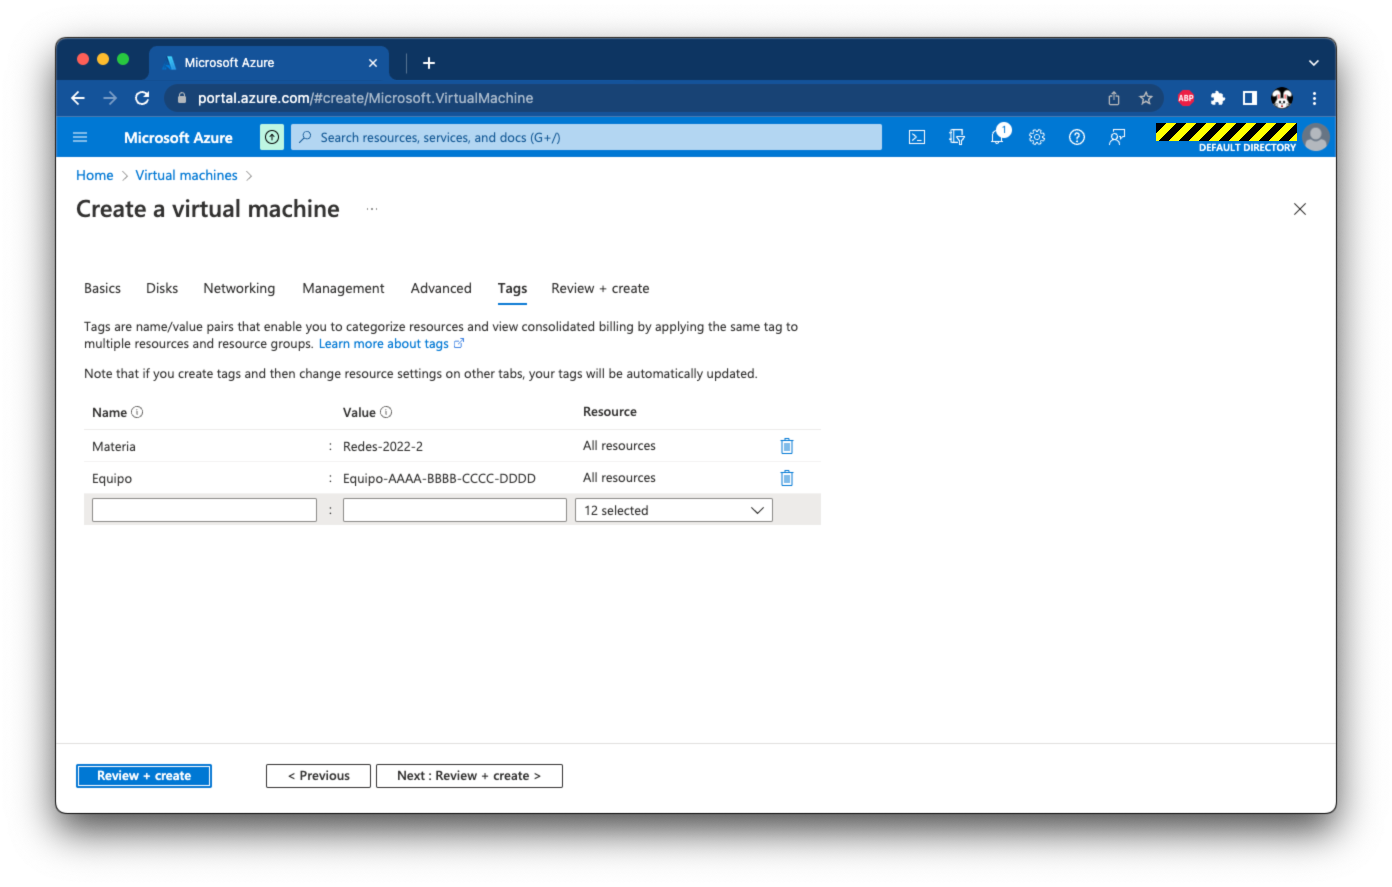 Microsoft Azure
portal.azure.com/#create/Microsoft.VirtualMachine
ABP
Microsoft Azure
Search resources, services, and docs (G+/)
1
DEFAULT DIRECTORY
Home > Virtual machines >
Create a virtual machine ...
Basics Disks Networking Management Advanced Tags Review + create
Tags are name/value pairs that enable you to categorize resources and view consolidated billing by applying the same tag to
multiple resources and resource groups. Learn more about tags
Note that if you create tags and then change resource settings on other tabs, your tags will be automatically updated.
Name Value Resource
Materia : Redes-2022-2 All resources
Equipo : Equipo-AAAA-BBBB-CCCC-DDDD All resources
: 12 selected
Review + create < Previous Next : Review + create >